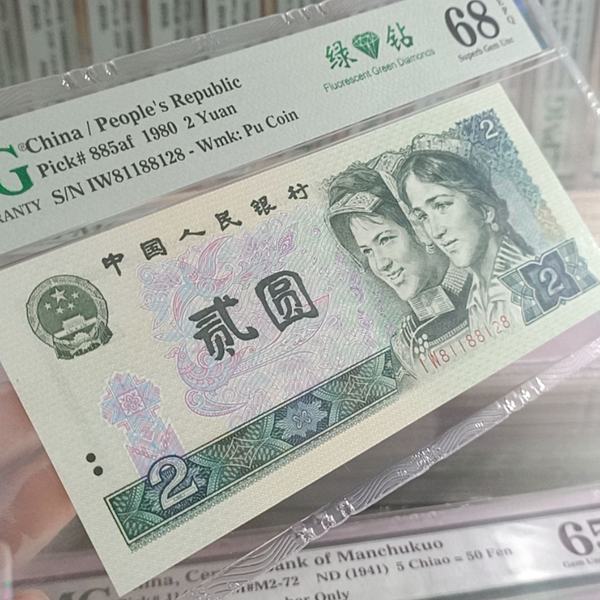 China / People's Republic
Pick# 885af 1980 2 Yuan
S/N IW81188128 - Wmk: Pu Coin
绿 钻
Fluorescent Green Diamonds
68
EPQ
Superb Gem Unc
中国人民银行
贰圆
2
2
2
IW81188128
of Manchukuo
ND (1941) 5 Chiao = 50 Fen
65
Only